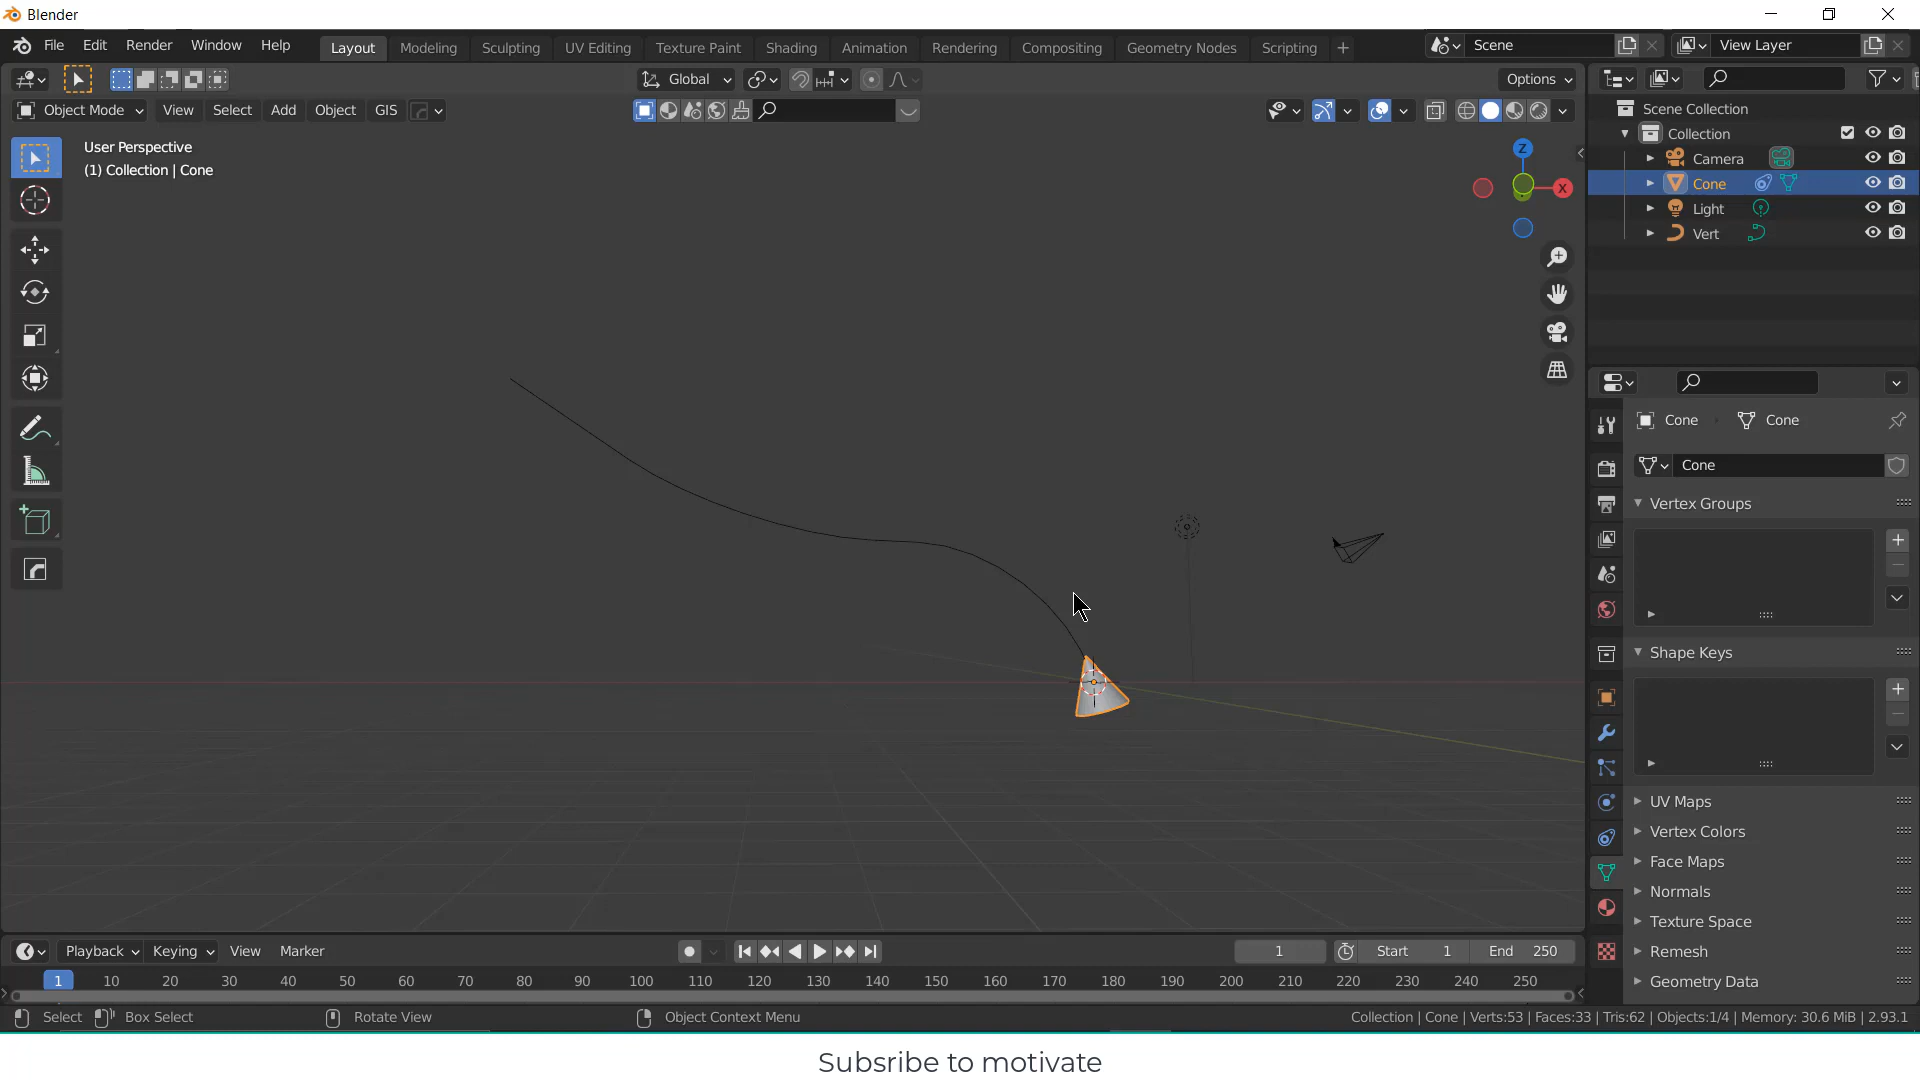 Blender
File Edit Render Window Help Layout Modeling Sculpting UV Editing Texture Paint Shading Animation Rendering Compositing Geometry Nodes Scripting + Scene View Layer
Global Options
Object Mode View Select Add Object GIS
User Perspective
(1) Collection | Cone
Z
X
Scene Collection
Collection
Camera
Cone
Light
Vert
Cone Cone
Cone
Vertex Groups
Shape Keys
UV Maps
Vertex Colors
Face Maps
Normals
Texture Space
Remesh
Geometry Data
Playback Keying View Marker 1 Start 1 End 250
1 10 20 30 40 50 60 70 80 90 100 110 120 130 140 150 160 170 180 190 200 210 220 230 240 250
Select Box Select Rotate View Object Context Menu Collection | Cone | Verts:53 | Faces:33 | Tris:62 | Objects:1/4 | Memory: 30.6 MiB | 2.93.1
Subsribe to motivate